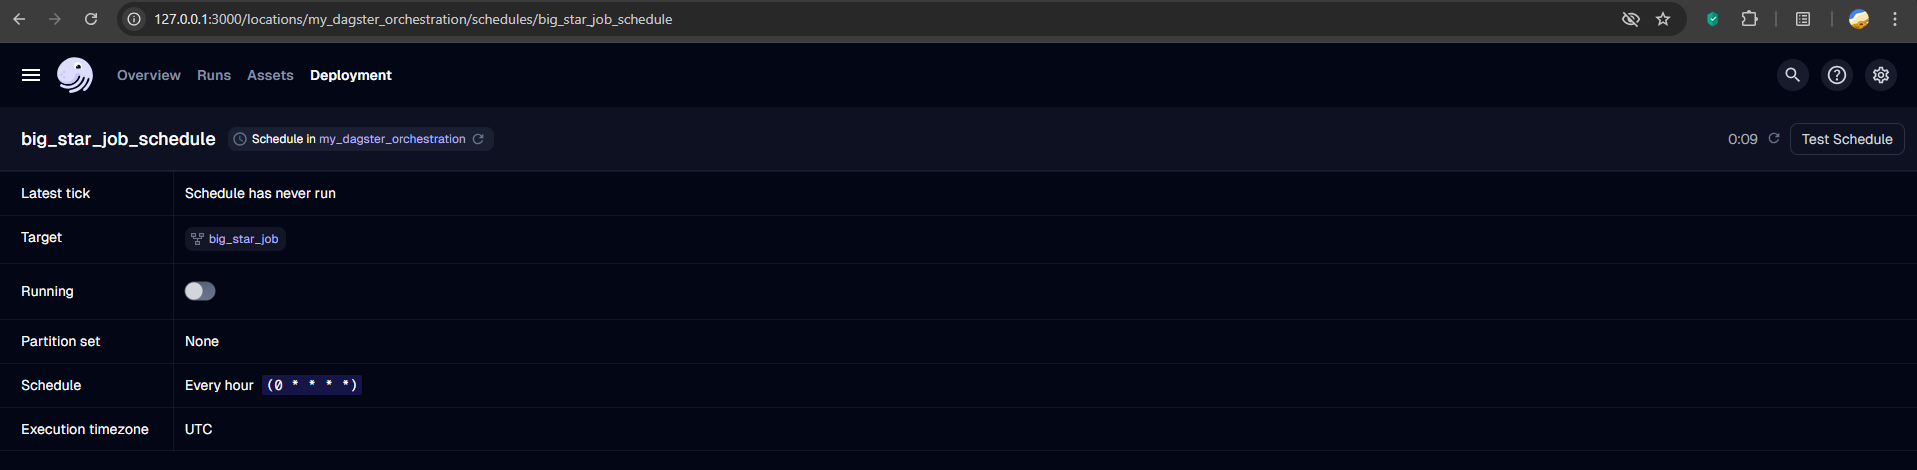 127.0.0.1:3000/locations/my_dagster_orchestration/schedules/big_star_job_schedule
Overview Runs Assets Deployment
big_star_job_schedule Schedule in my_dagster_orchestration 0:09 Test Schedule
Latest tick Schedule has never run
Target big_star_job
Running
Partition set None
Schedule Every hour (0 * * * *)
Execution timezone UTC